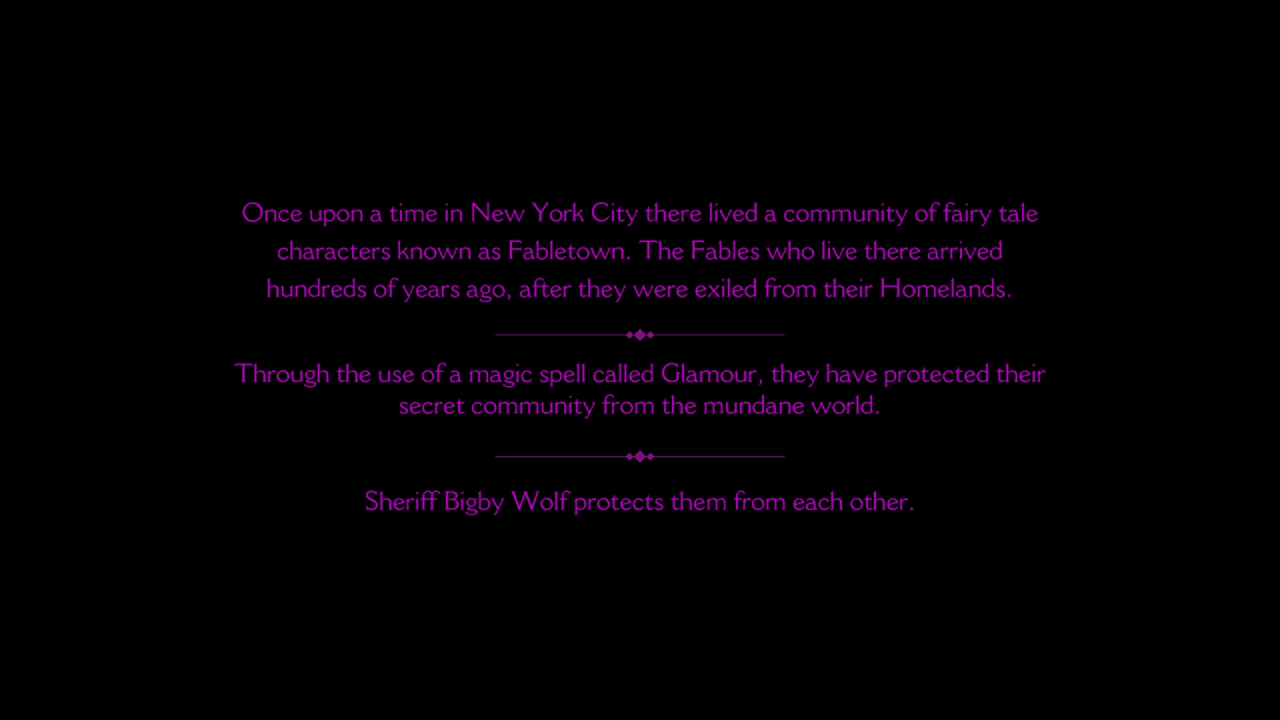 Once upon a time in New York City there lived a community of fairy tale
characters known as Fabletown. The Fables who live there arrived
hundreds of years ago, after they were exiled from their Homelands.
Through the use of a magic spell called Glamour, they have protected their
secret community from the mundane world.
Sheriff Bigby Wolf protects them from each other.